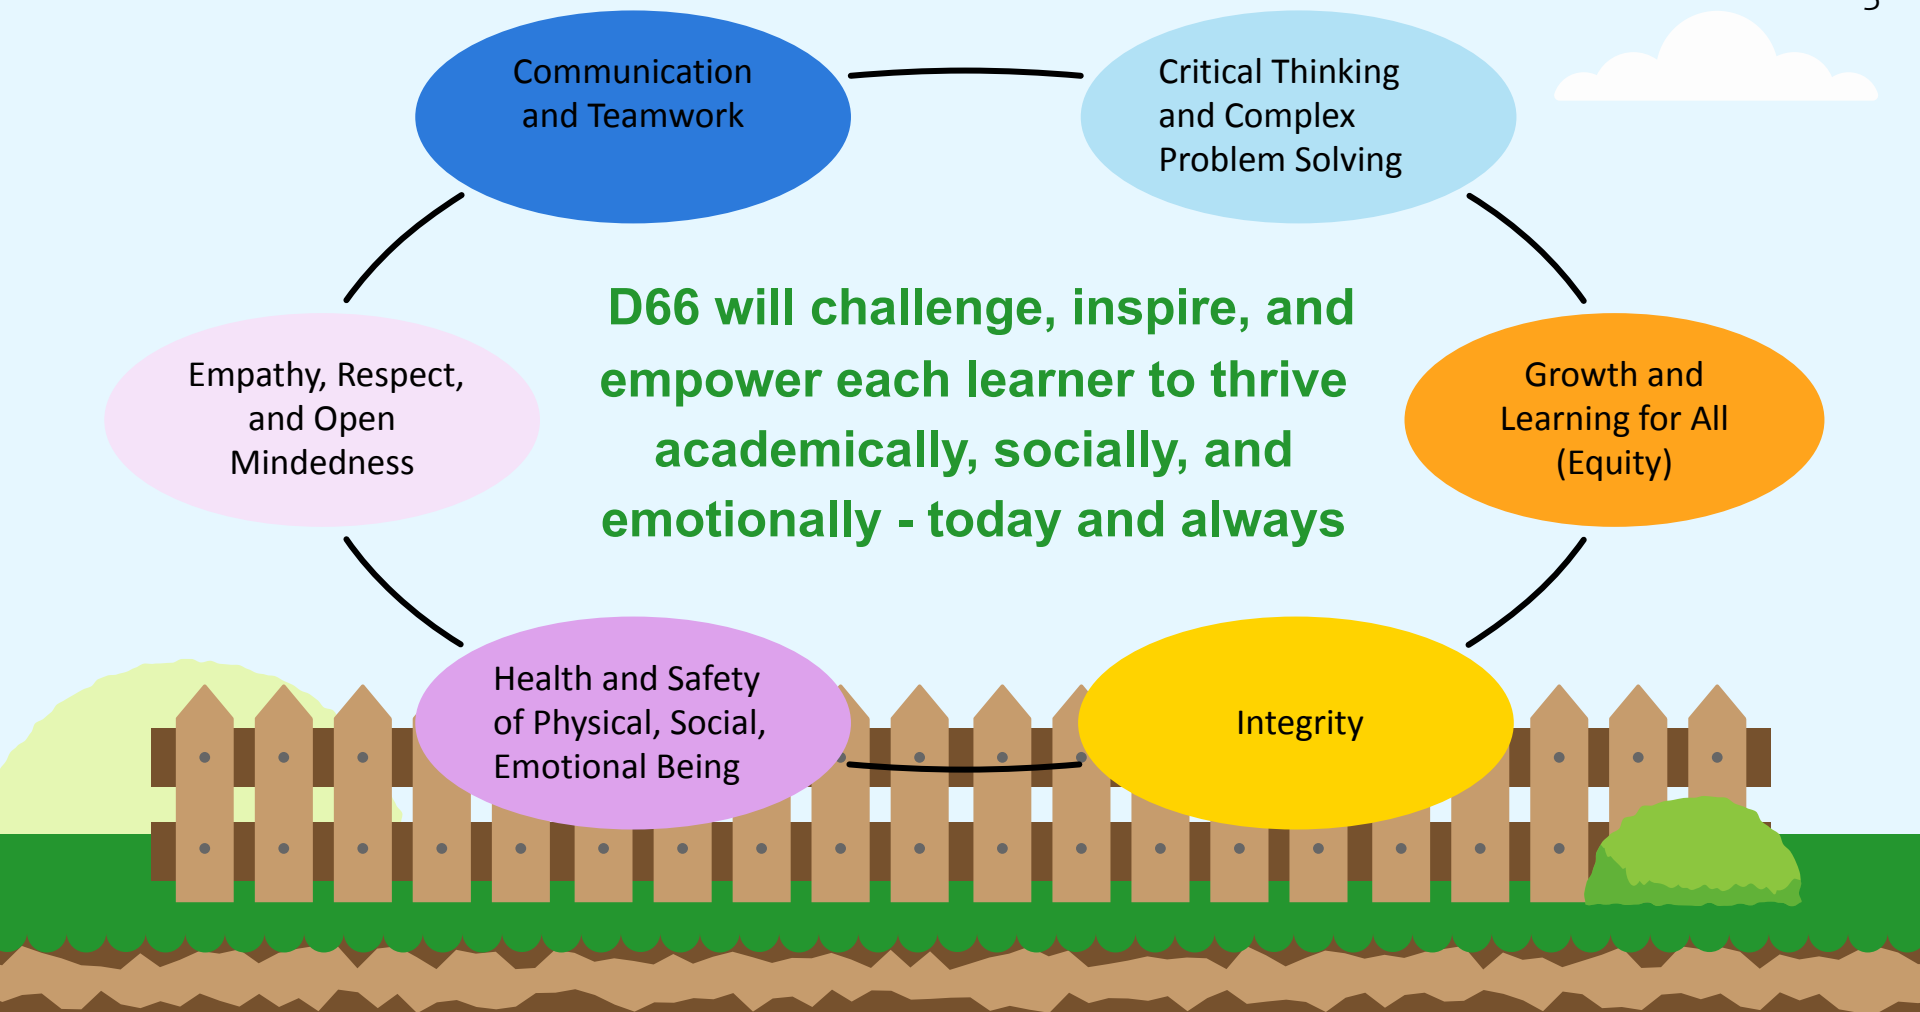 Communication
and Teamwork
Critical Thinking
and Complex
Problem Solving
Growth and
Learning for All
(Equity)
Integrity
Health and Safety
of Physical, Social,
Emotional Being
Empathy, Respect,
and Open
Mindedness
D66 will challenge, inspire, and
empower each learner to thrive
academically, socially, and
emotionally - today and always